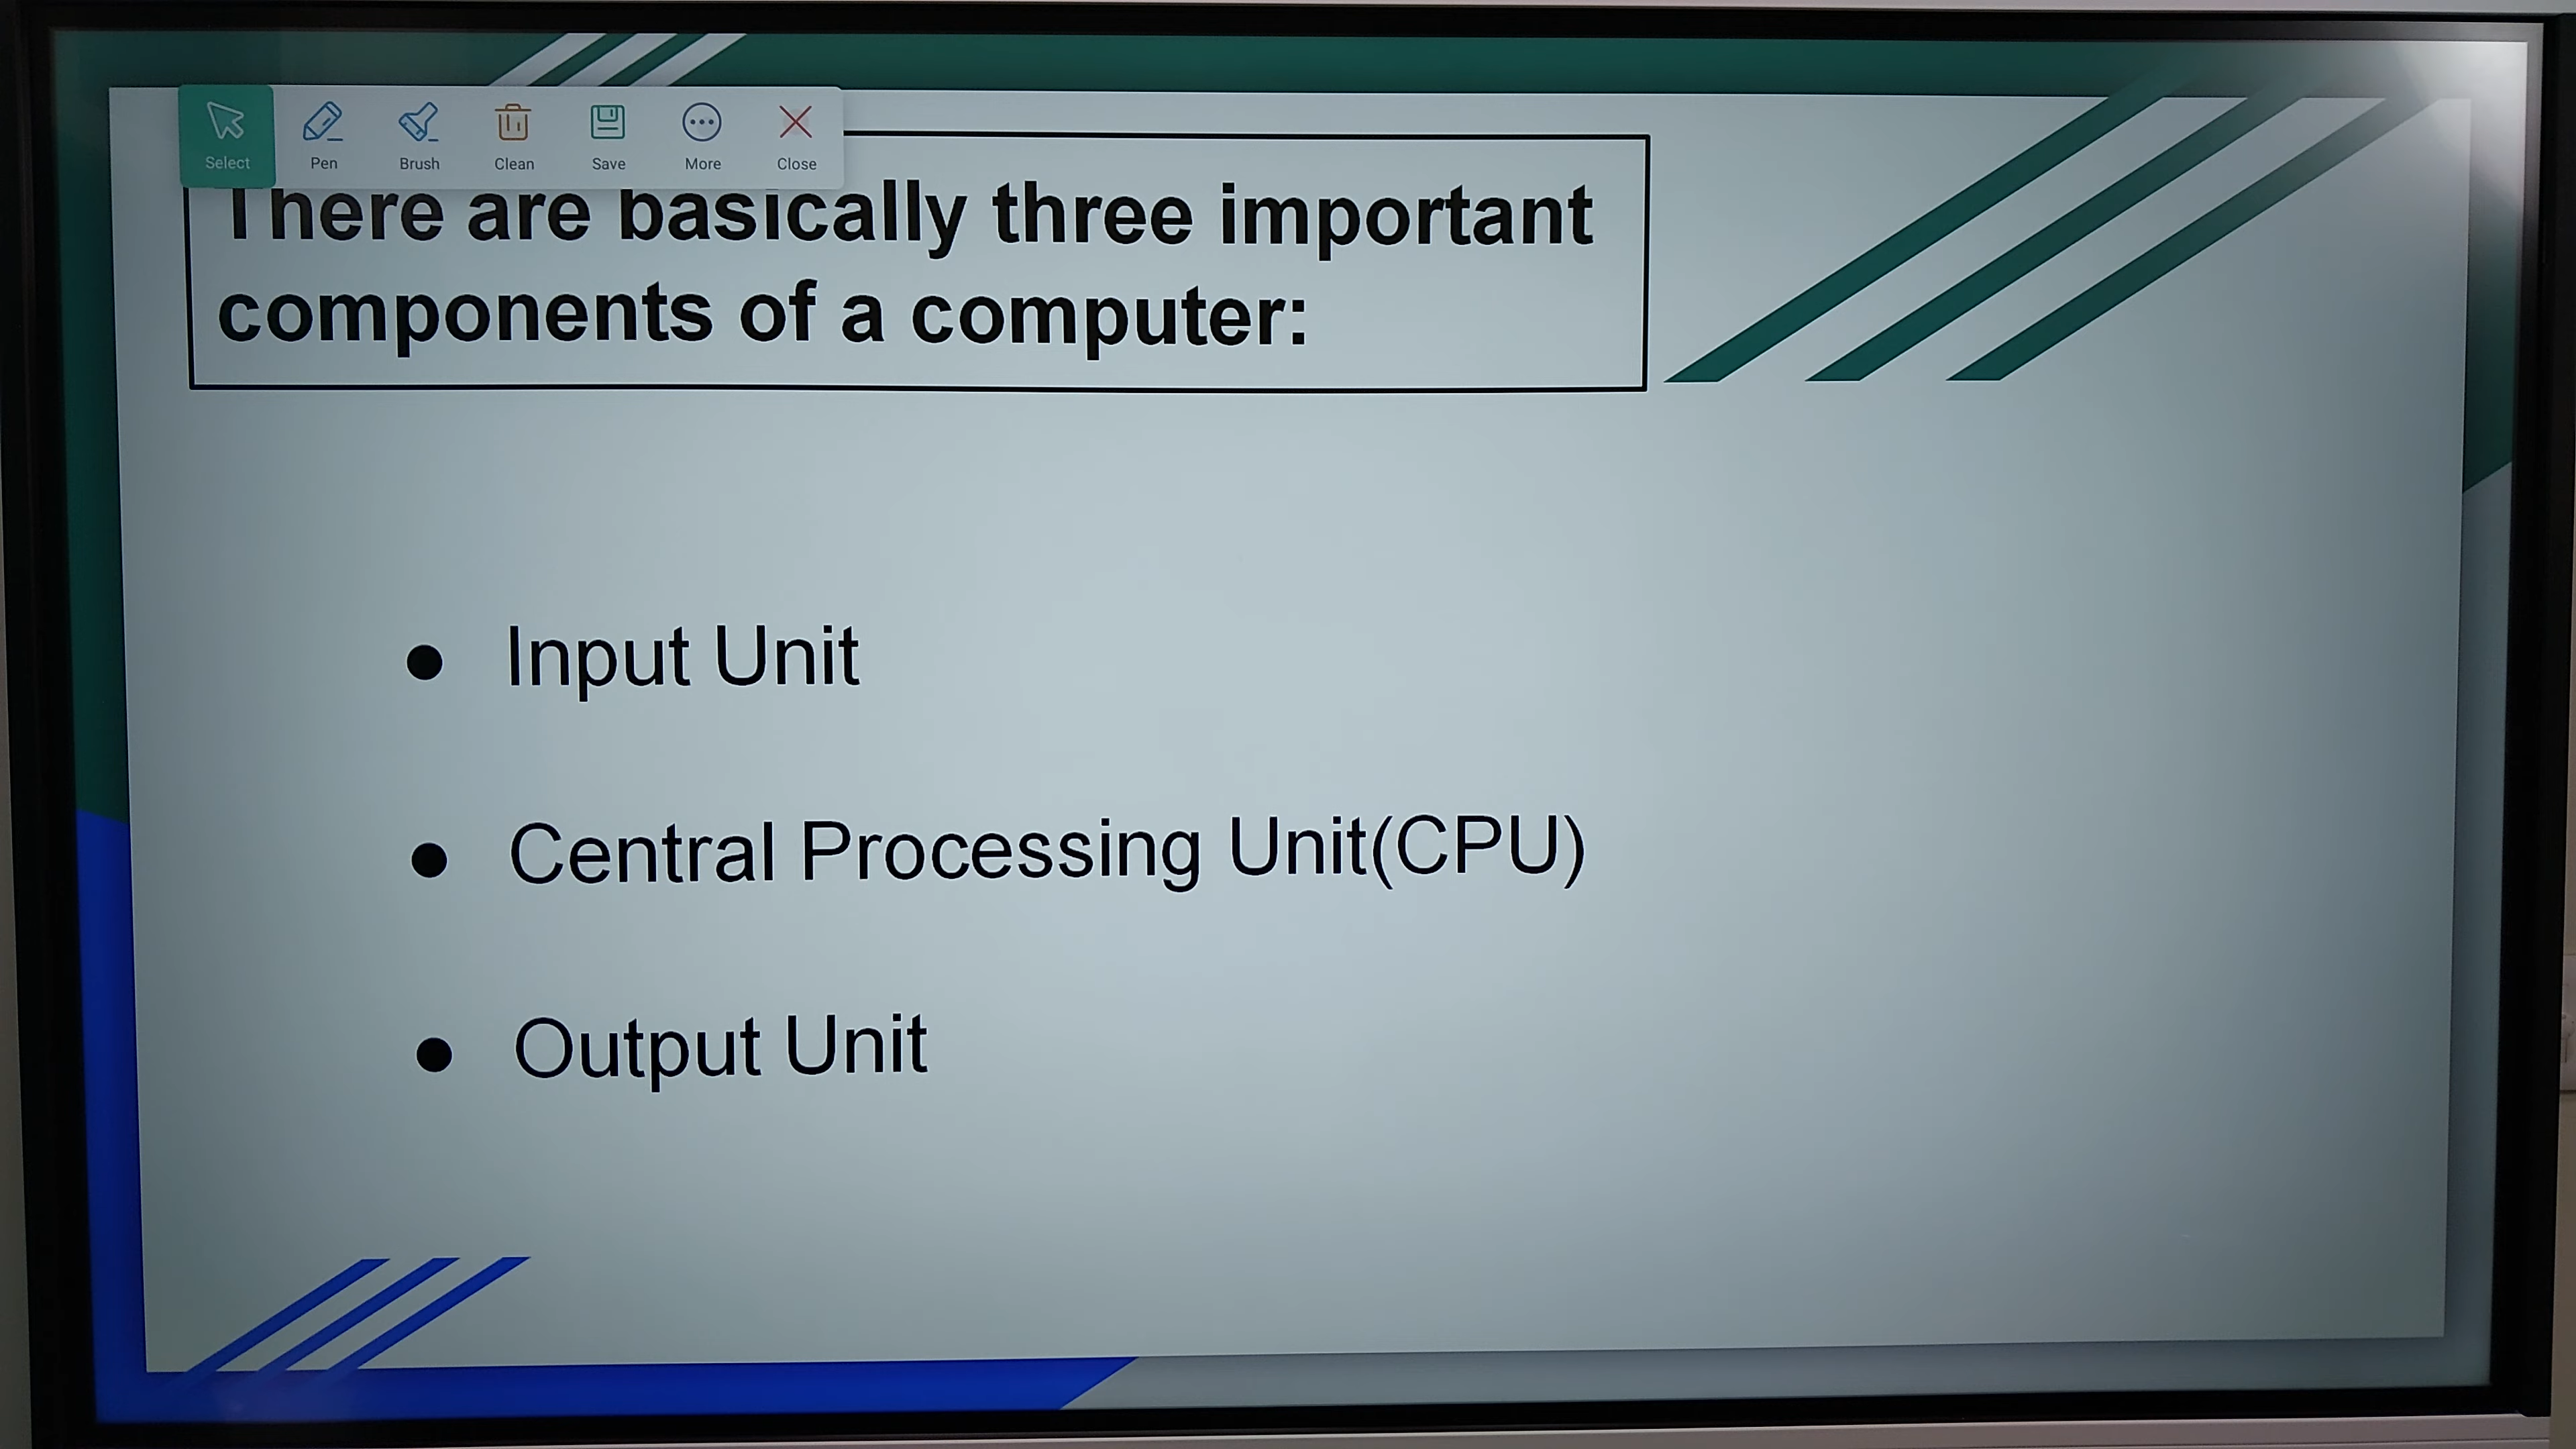 Select Pen Brush Clean Save More Close
There are basically three important
components of a computer:
● Input Unit
● Central Processing Unit(CPU)
● Output Unit